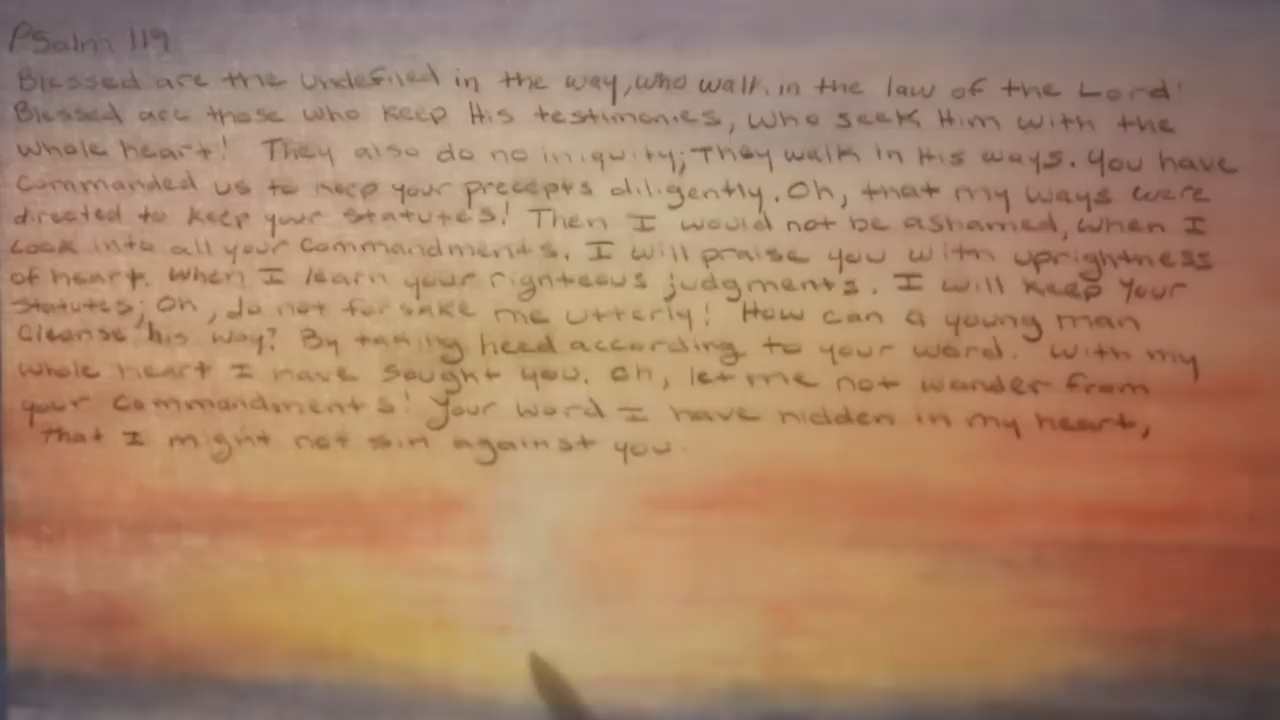 Psalm 119
Blessed are the undefiled in the way, who walk in the law of the Lord!
Blessed are those who keep His testimonies, who seek Him with the
whole heart! They also do no iniquity; They walk in His ways. You have
commanded us to keep your precepts diligently. Oh, that my ways were
directed to keep your statutes! Then I would not be ashamed, when I
Look into all your commandments. I will praise you with uprightness
of heart. When I learn your righteous judgments. I will keep Your
Statutes; Oh, do not forsake me utterly! How can a young man
Cleanse his way? By taking heed according to your word. With my
whole heart I have sought you. Oh, let me not wander from
your commandments! Your word I have hidden in my heart,
That I might not sin against you.